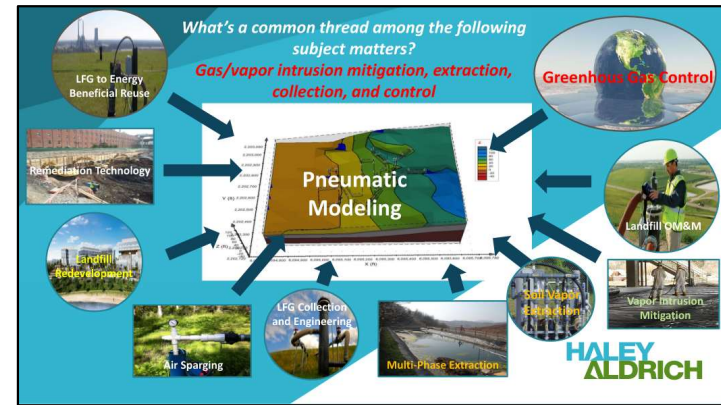 What's a common thread among the following
subject matters?
Gas/vapor intrusion mitigation, extraction,
collection, and control
LFG to Energy
Beneficial Reuse
Greenhous Gas Control
Remediation Technology
Pneumatic
Modeling
Landfill OM&M
Landfill
Redevelopment
Air Sparging
LFG Collection
and Engineering
Multi-Phase Extraction
Soil Vapor
Extraction
Vapor Intrusion
Mitigation
HALEY
ALDRICH